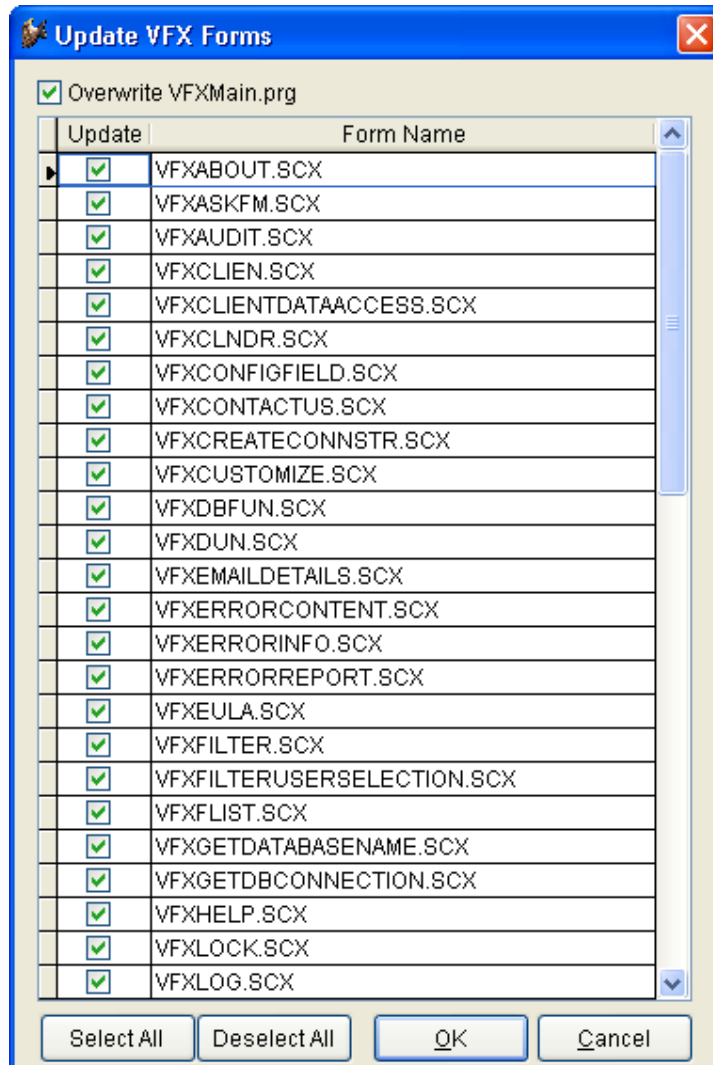 Update VFX Forms
Overwrite VFXMain.prg
Update Form Name
VFXABOUT.SCX
VFXASKFM.SCX
VFXAUDIT.SCX
VFXCLIEN.SCX
VFXCLIENTDATAACCESS.SCX
VFXCLNDR.SCX
VFXCONFIGFIELD.SCX
VFXCONTACTUS.SCX
VFXCREATECONNSTR.SCX
VFXCUSTOMIZE.SCX
VFXDBFUN.SCX
VFXDUN.SCX
VFXEMAILDETAILS.SCX
VFXERRORCONTENT.SCX
VFXERRORINFO.SCX
VFXERRORREPORT.SCX
VFXEULA.SCX
VFXFILTER.SCX
VFXFILTERUSERSELECTION.SCX
VFXFLIST.SCX
VFXGETDATABASENAME.SCX
VFXGETDBCONNECTION.SCX
VFXHELP.SCX
VFXLOCK.SCX
VFXLOG.SCX
Select All Deselect All OK Cancel